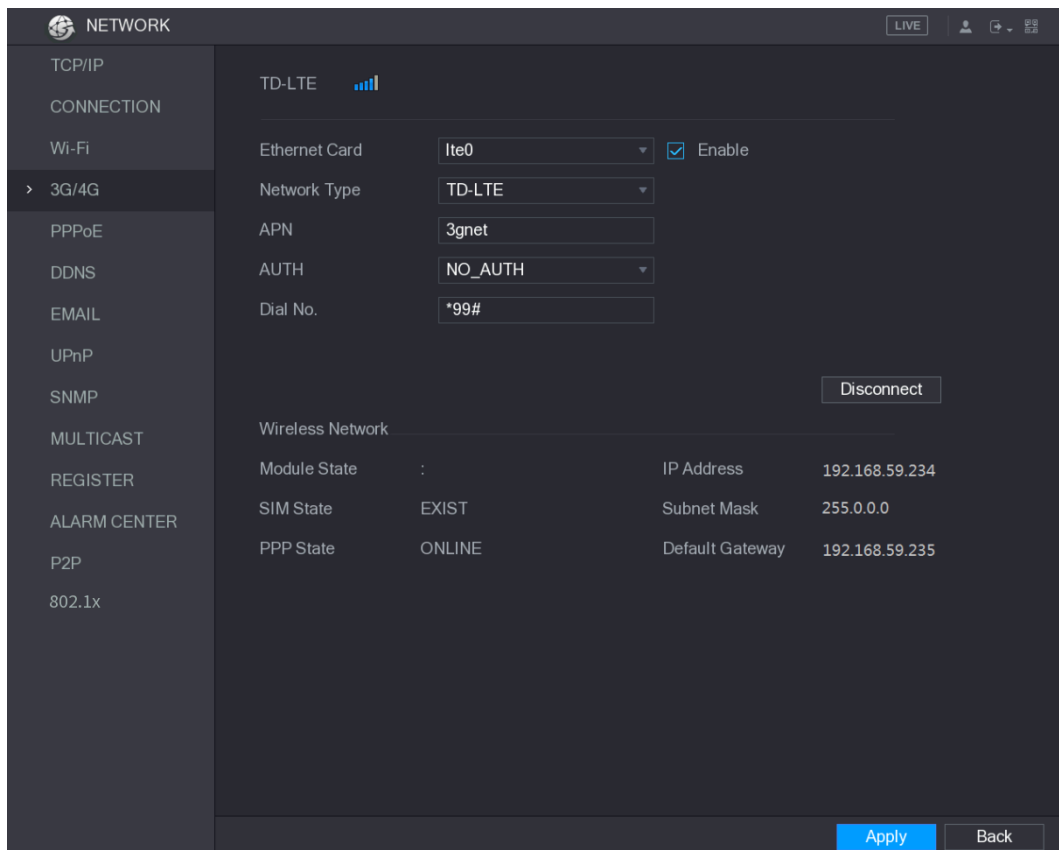 NETWORK LIVE
TCP/IP
CONNECTION
Wi-Fi
3G/4G
PPPoE
DDNS
EMAIL
UPnP
SNMP
MULTICAST
REGISTER
ALARM CENTER
P2P
802.1x
TD-LTE
Ethernet Card lte0 Enable
Network Type TD-LTE
APN 3gnet
AUTH NO_AUTH
Dial No. *99#
Disconnect
Wireless Network
Module State : IP Address 192.168.59.234
SIM State EXIST Subnet Mask 255.0.0.0
PPP State ONLINE Default Gateway 192.168.59.235
Apply Back